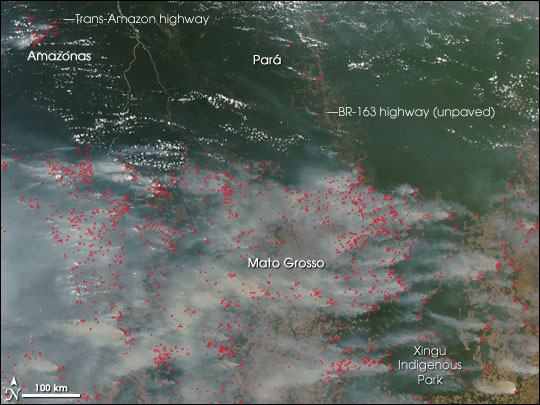 Trans-Amazon highway
Amazonas
Pará
BR-163 highway (unpaved)
Mato Grosso
Xingu
Indigenous
Park
N
100 km